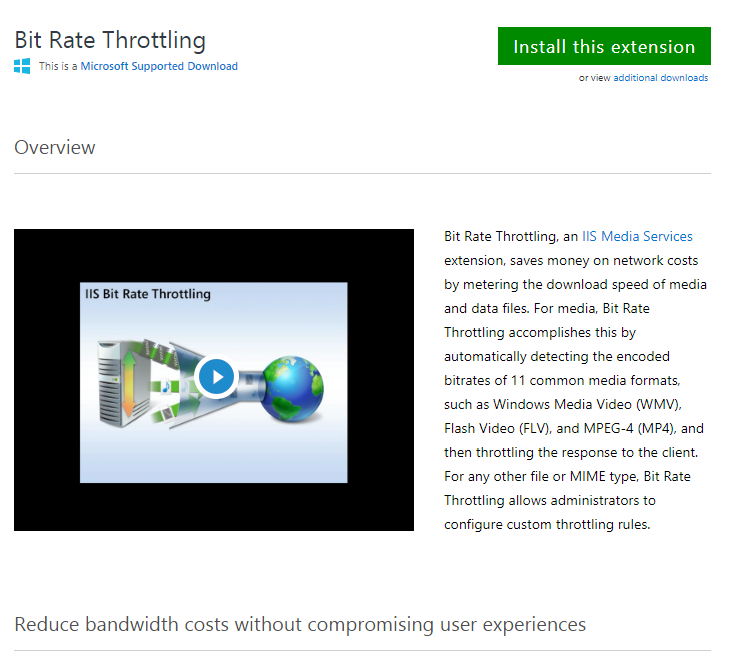 Bit Rate Throttling
Install this extension
This is a Microsoft Supported Download
or view additional downloads
Overview
IIS Bit Rate Throttling
Bit Rate Throttling, an IIS Media Services
extension, saves money on network costs
by metering the download speed of media
and data files. For media, Bit Rate
Throttling accomplishes this by
automatically detecting the encoded
bitrates of 11 common media formats,
such as Windows Media Video (WMV),
Flash Video (FLV), and MPEG-4 (MP4), and
then throttling the response to the client.
For any other file or MIME type, Bit Rate
Throttling allows administrators to
configure custom throttling rules.
Reduce bandwidth costs without compromising user experiences